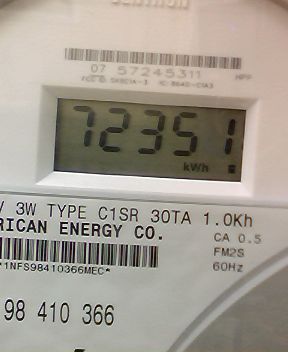 07 57245311
72351
kWh
V 3W TYPE C1SR 30TA 1.0Kh
RICAN ENERGY CO.
CA 0.5
FM2S
60Hz
*1NFS98410366MEC*
98 410 366